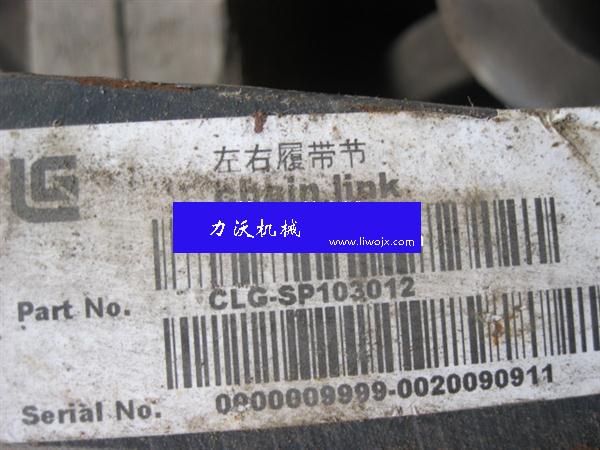 左右履带节
chain link
力沃机械
www.liwojx.com
Part No. CLG-SP103012
Serial No. 0000009999-0020090911